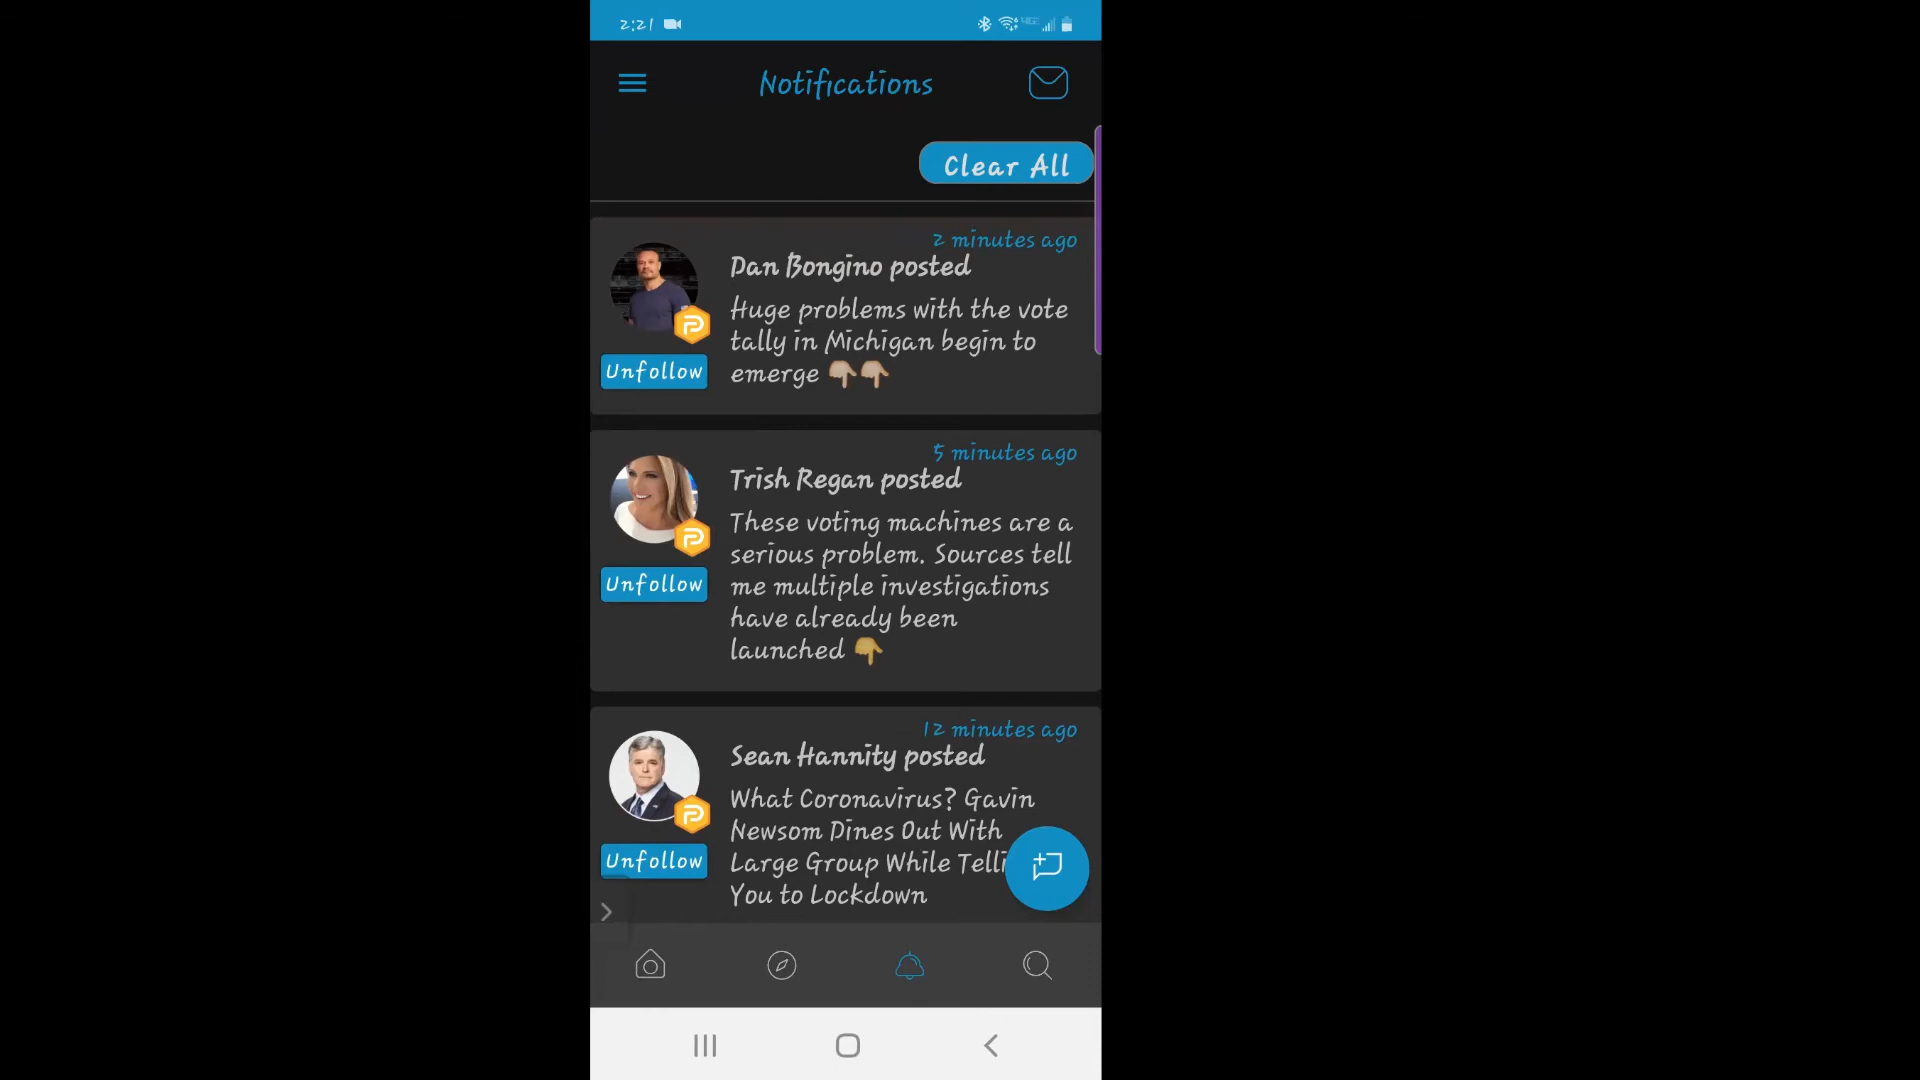 2:21
Notifications
Clear All
2 minutes ago
Dan Bongino posted
Huge problems with the vote
tally in Michigan begin to
emerge 👇🏼👇🏼
Unfollow
5 minutes ago
Trish Regan posted
These voting machines are a
serious problem. Sources tell
me multiple investigations
have already been
launched 👇
Unfollow
12 minutes ago
Sean Hannity posted
What Coronavirus? Gavin
Newsom Dines Out With
Large Group While Telli
You to Lockdown
Unfollow